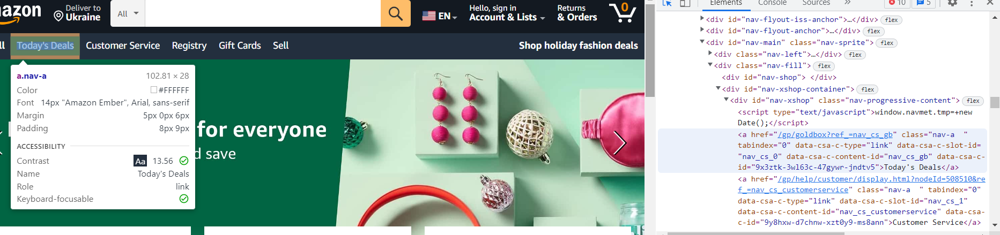 mazon
Deliver to
Ukraine
All
EN
Hello, sign in
Account & Lists
0
Returns
& Orders
Today's Deals
Customer Service
Registry
Gift Cards
Sell
Shop holiday fashion deals
for everyone
d save
a.nav-a 102.81 × 28
Color #FFFFFF
Font 14px "Amazon Ember", Arial, sans-serif
Margin 5px 0px 6px
Padding 8px 9px
ACCESSIBILITY
Contrast Aa 13.56
Name Today's Deals
Role link
Keyboard-focusable
Elements Console Sources » 10 5
<div id="nav-flyout-iss-anchor">…</div> flex
<div id="nav-flyout-anchor">…</div> flex
<div id="nav-main" class="nav-sprite"> flex
<div class="nav-left">…</div> flex
<div class="nav-fill"> flex
<div id="nav-shop"> </div>
<div id="nav-xshop-container"> flex
<div id="nav-xshop" class="nav-progressive-content"> flex
<script type="text/javascript">window.navmet.tmp=+new
Date();</script>
<a href="/gp/goldbox?ref_=nav_cs_gb" class="nav-a  "
tabindex="0" data-csa-c-type="link" data-csa-c-slot-id=
"nav_cs_0" data-csa-c-content-id="nav_cs_gb" data-csa-c-
id="9x3ztk-3wl63c-47gywr-jndtv5">Today's Deals</a>
<a href="/gp/help/customer/display.html?nodeId=508510&re
f_=nav_cs_customerservice" class="nav-a  " tabindex="0"
data-csa-c-type="link" data-csa-c-slot-id="nav_cs_1"
data-csa-c-content-id="nav_cs_customerservice" data-csa-
c-id="9y8hxw-d7chnw-xzt0y9-ms8ann">Customer Service</a>